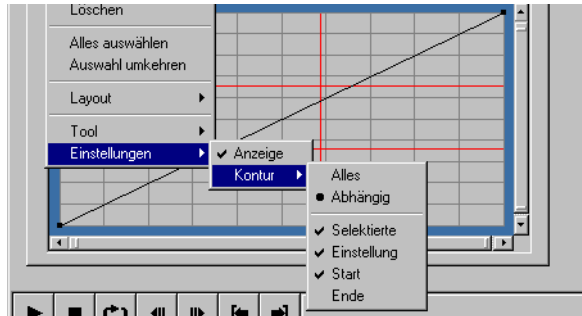 Löschen
Alles auswählen
Auswahl umkehren
Layout
Tool
Einstellungen
Anzeige
Kontur
Alles
Abhängig
Selektierte
Einstellung
Start
Ende